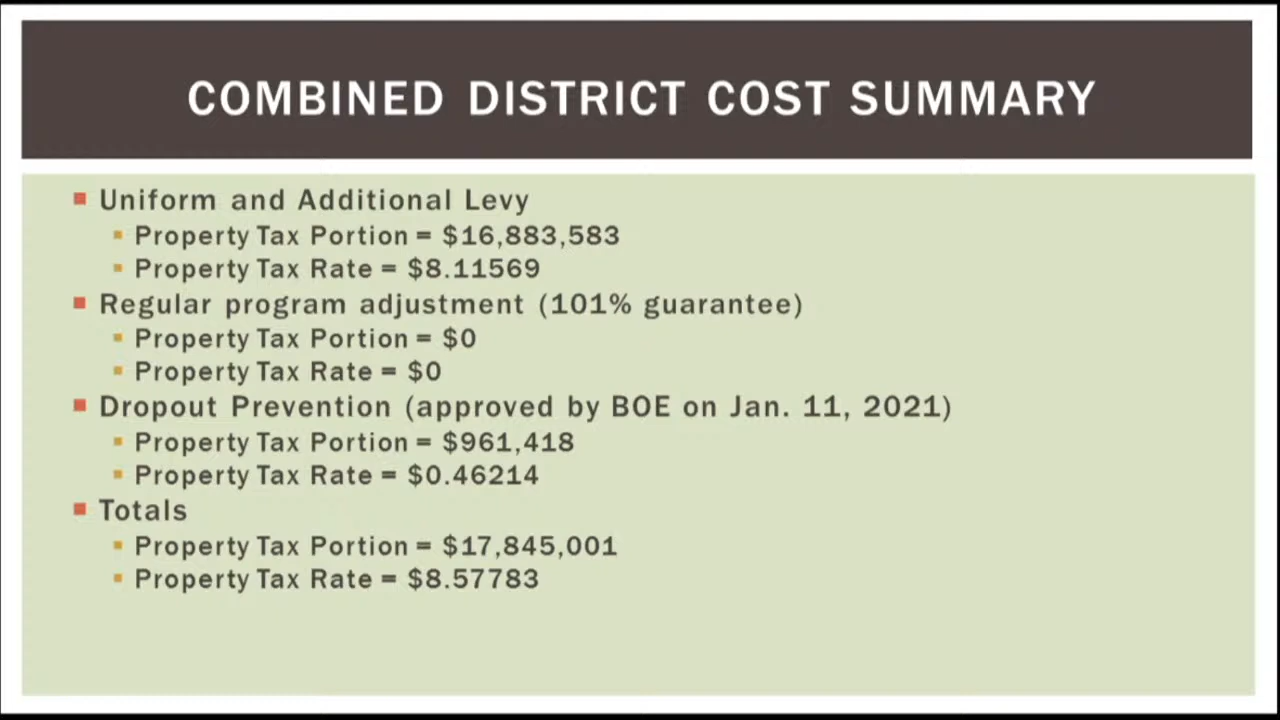 COMBINED DISTRICT COST SUMMARY
Uniform and Additional Levy
Property Tax Portion = $16,883,583
Property Tax Rate = $8.11569
Regular program adjustment (101% guarantee)
Property Tax Portion = $0
Property Tax Rate = $0
Dropout Prevention (approved by BOE on Jan. 11, 2021)
Property Tax Portion = $961,418
Property Tax Rate = $0.46214
Totals
Property Tax Portion = $17,845,001
Property Tax Rate = $8.57783